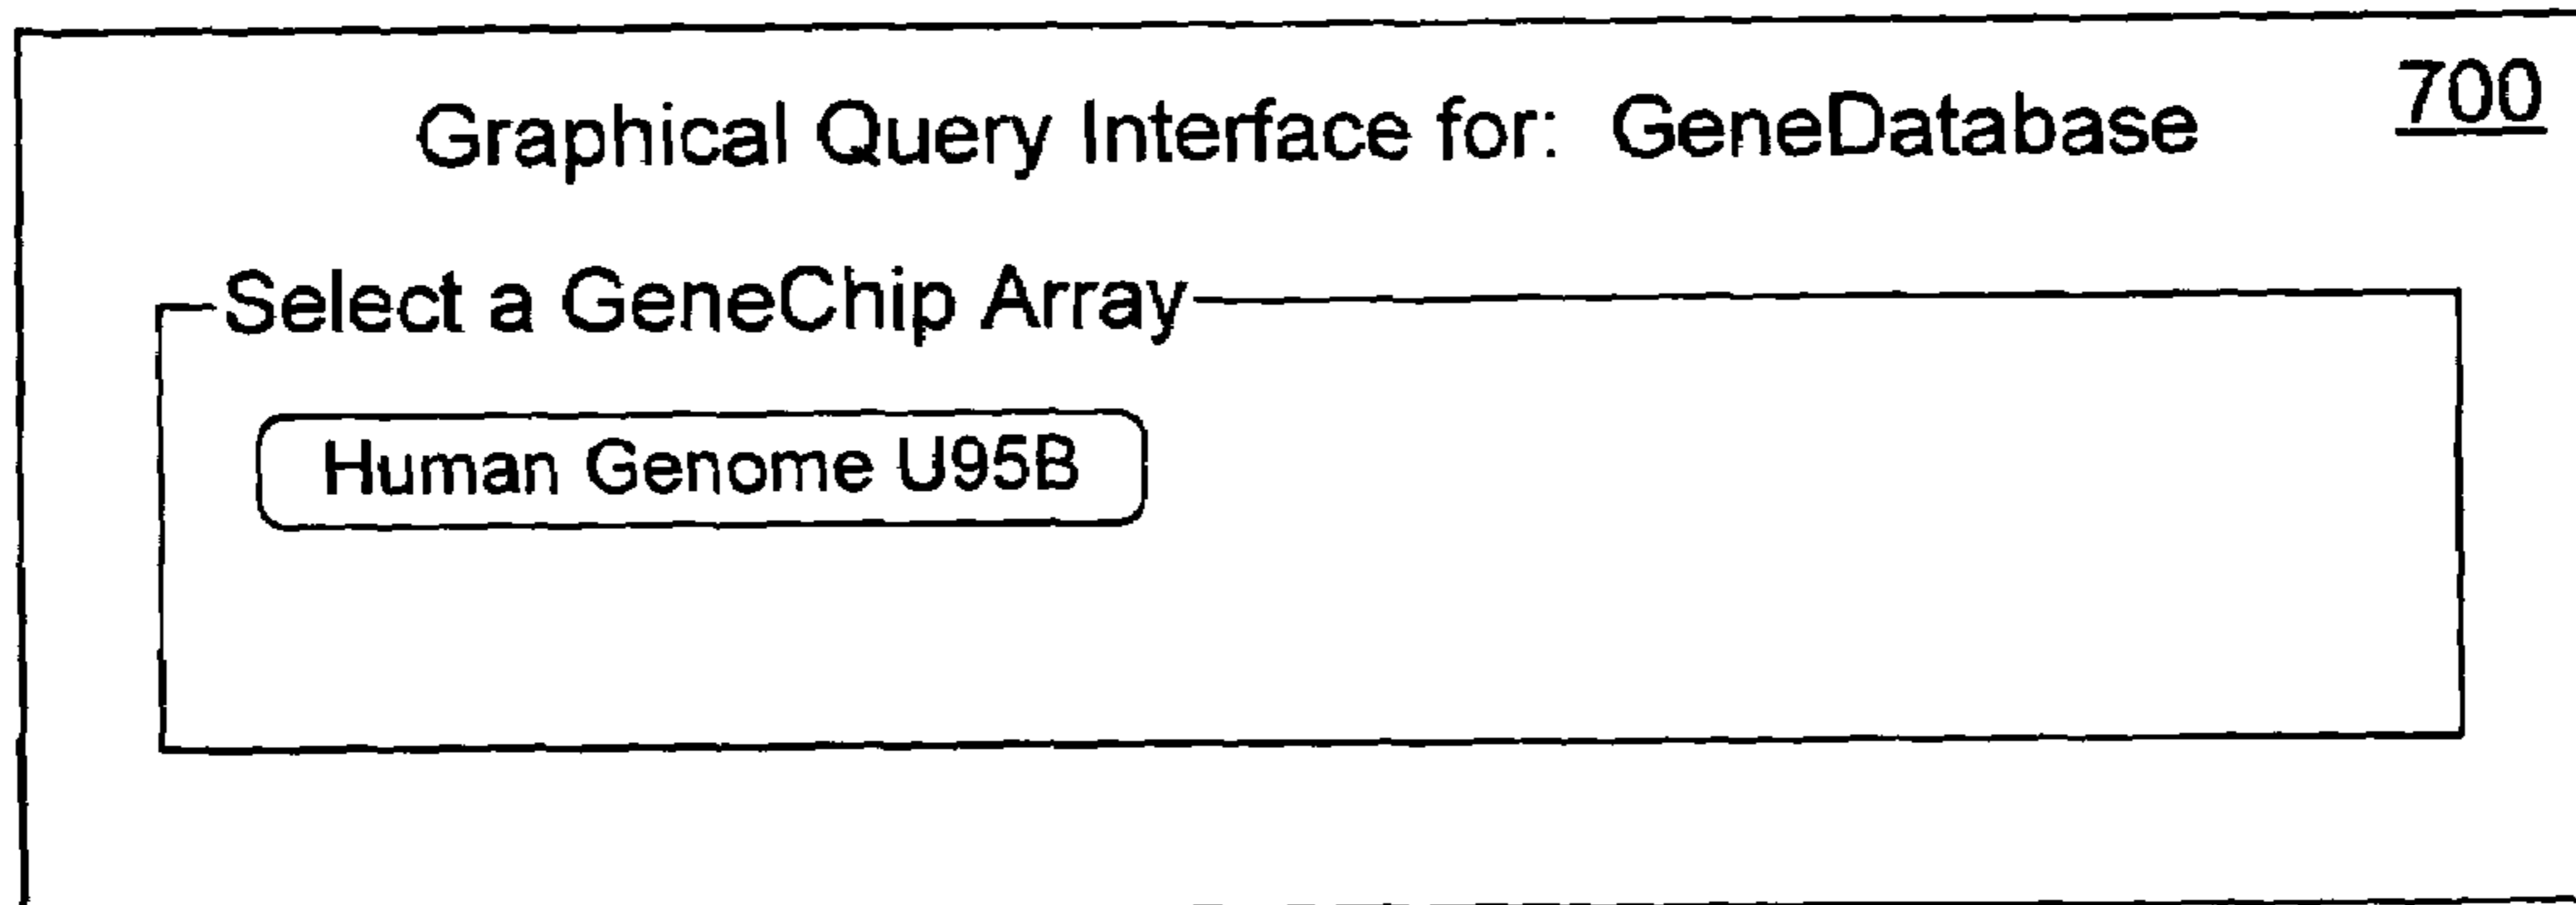 Graphical Query Interface for: GeneDatabase 700
Select a GeneChip Array
Human Genome U95B